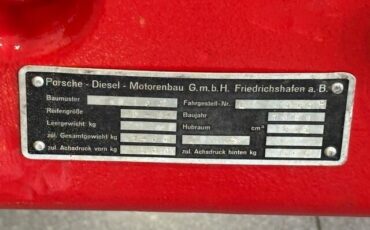 Porsche - Diesel - Motorenbau G.m.b.H. Friedrichshafen a. B.
Baumuster Fahrgestell-Nr.
Reifengröße Baujahr
Leergewicht kg Hubraum cm³
zul. Gesamtgewicht kg
zul. Achsdruck vorn kg zul. Achsdruck hinten kg